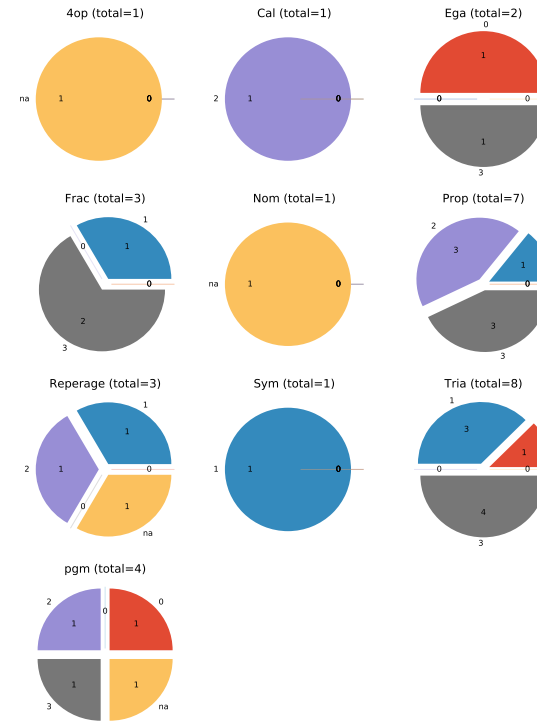 4op (total=1)
na 1 0
Cal (total=1)
2 1 0
Ega (total=2)
0
1
0 0
1
3
Frac (total=3)
1
0 1
0
2
3
Nom (total=1)
na 1 0
Prop (total=7)
2
3
1
0
3
3
Reperage (total=3)
1
1
2 1 0
0 1
na
Sym (total=1)
1 1 0
Tria (total=8)
1
3
1
0 0
4
3
pgm (total=4)
2 0
0
1 1
1 1
3 na